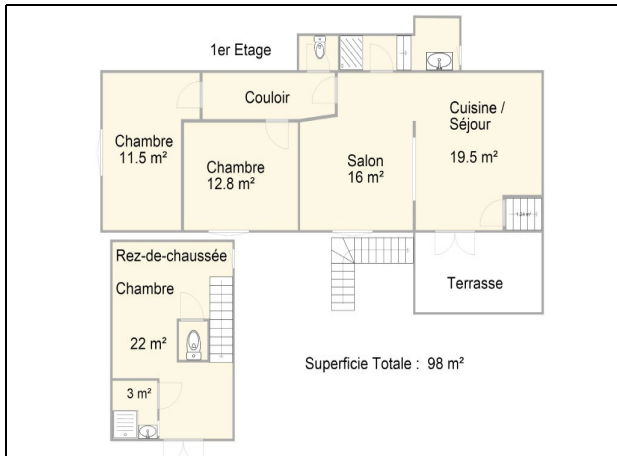 1er Etage
Couloir
Cuisine /
Séjour
19.5 m²
Chambre
11.5 m²
Chambre
12.8 m²
Salon
16 m²
Rez-de-chaussée
Chambre
22 m²
3 m²
Terrasse
Superficie Totale : 98 m²